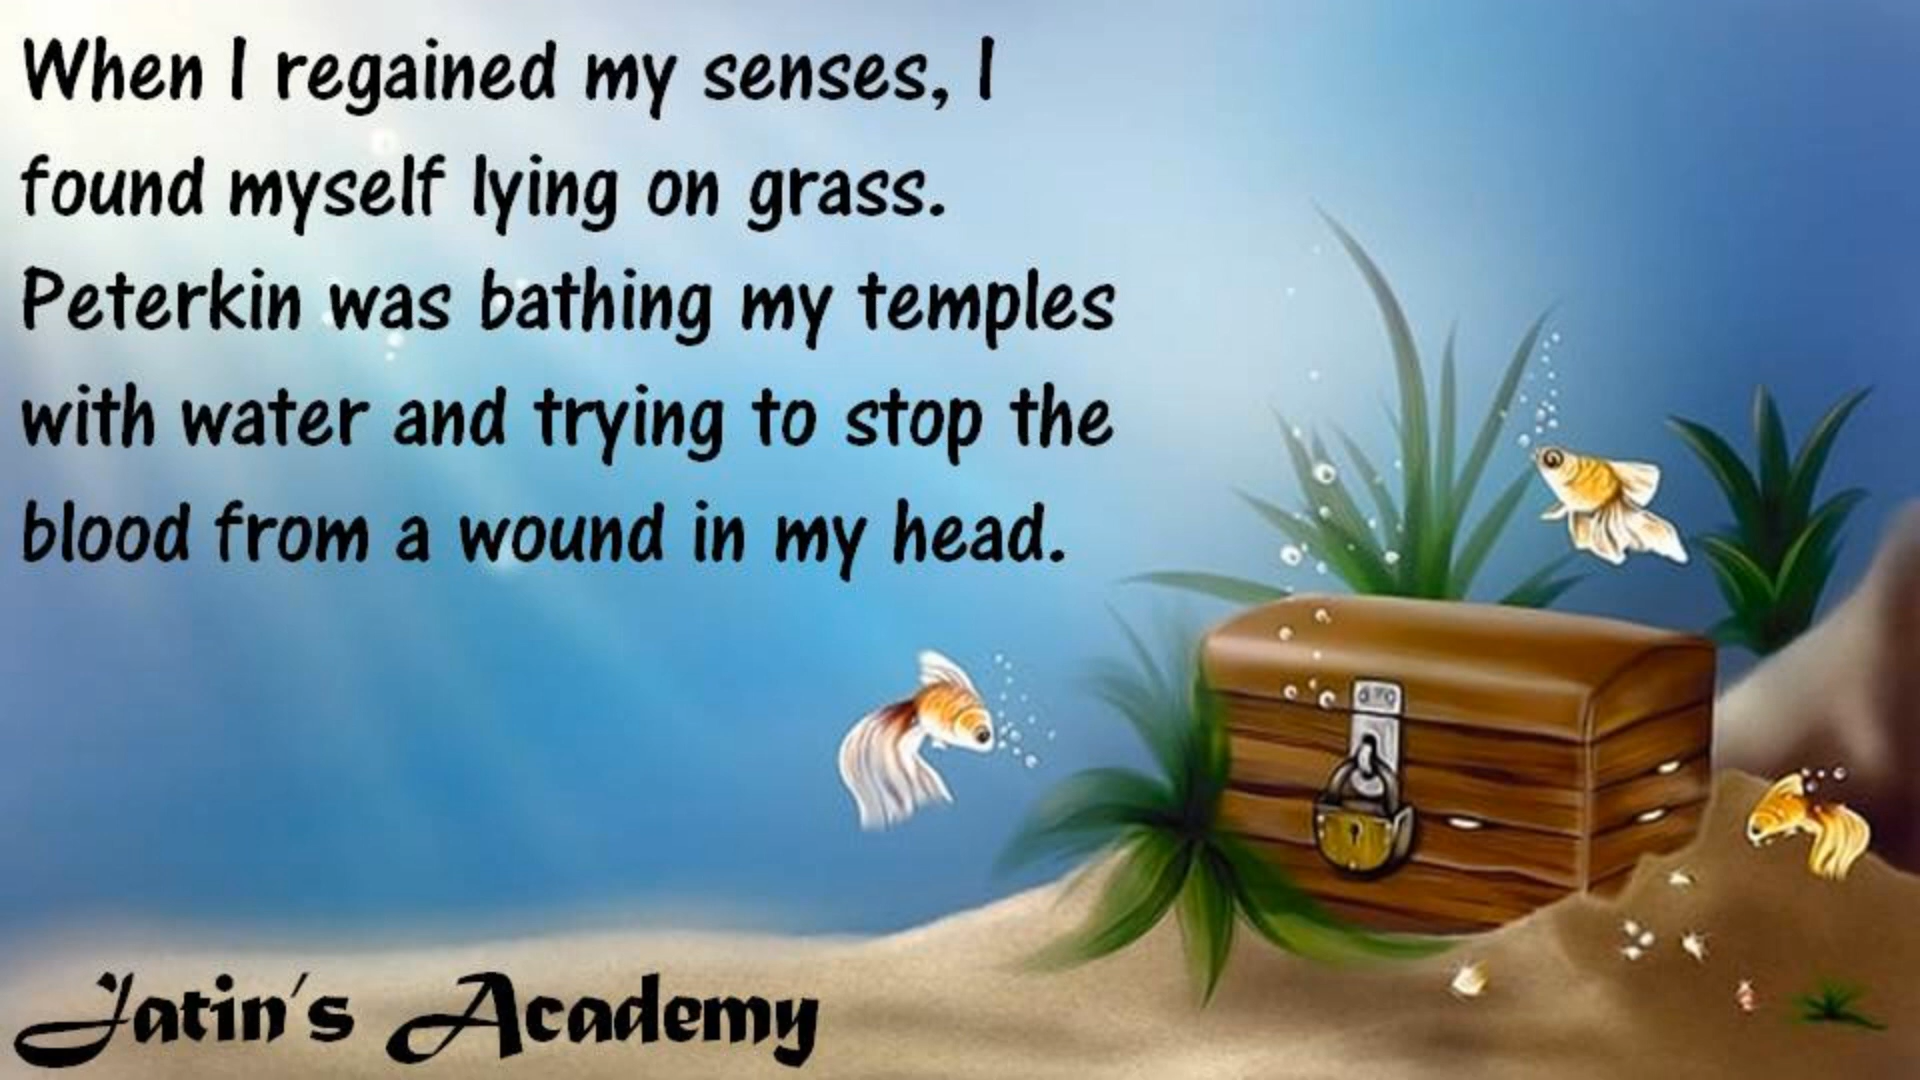 When I regained my senses, I
found myself lying on grass.
Peterkin was bathing my temples
with water and trying to stop the
blood from a wound in my head.
Jatin's Academy